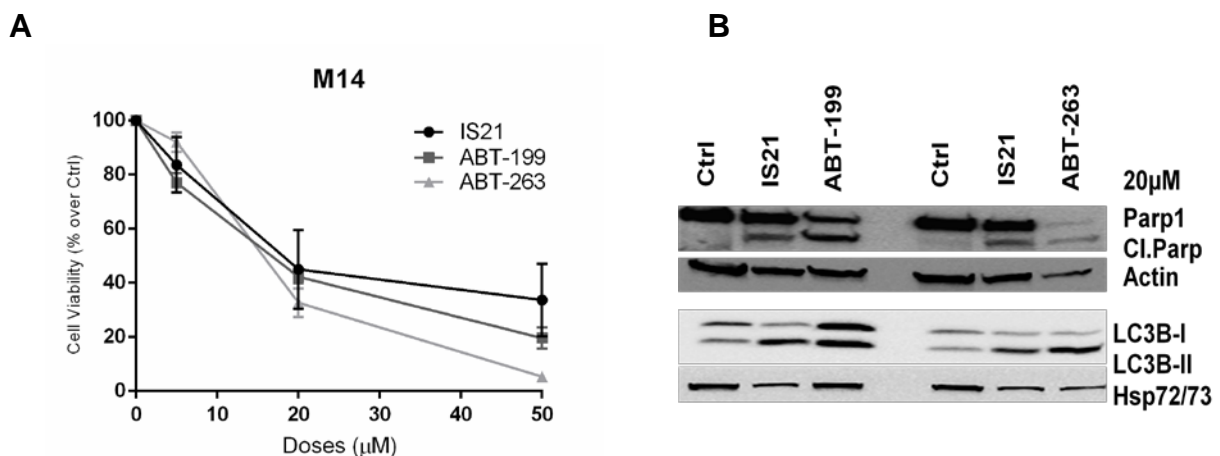 A
M14
Cell Viability (% over Ctrl)
100
80
60
40
20
0
0 10 20 30 40 50
Doses (µM)
IS21
ABT-199
ABT-263
B
Ctrl IS21 ABT-199 Ctrl IS21 ABT-263
20µM
Parp1
Cl.Parp
Actin
LC3B-I
LC3B-II
Hsp72/73